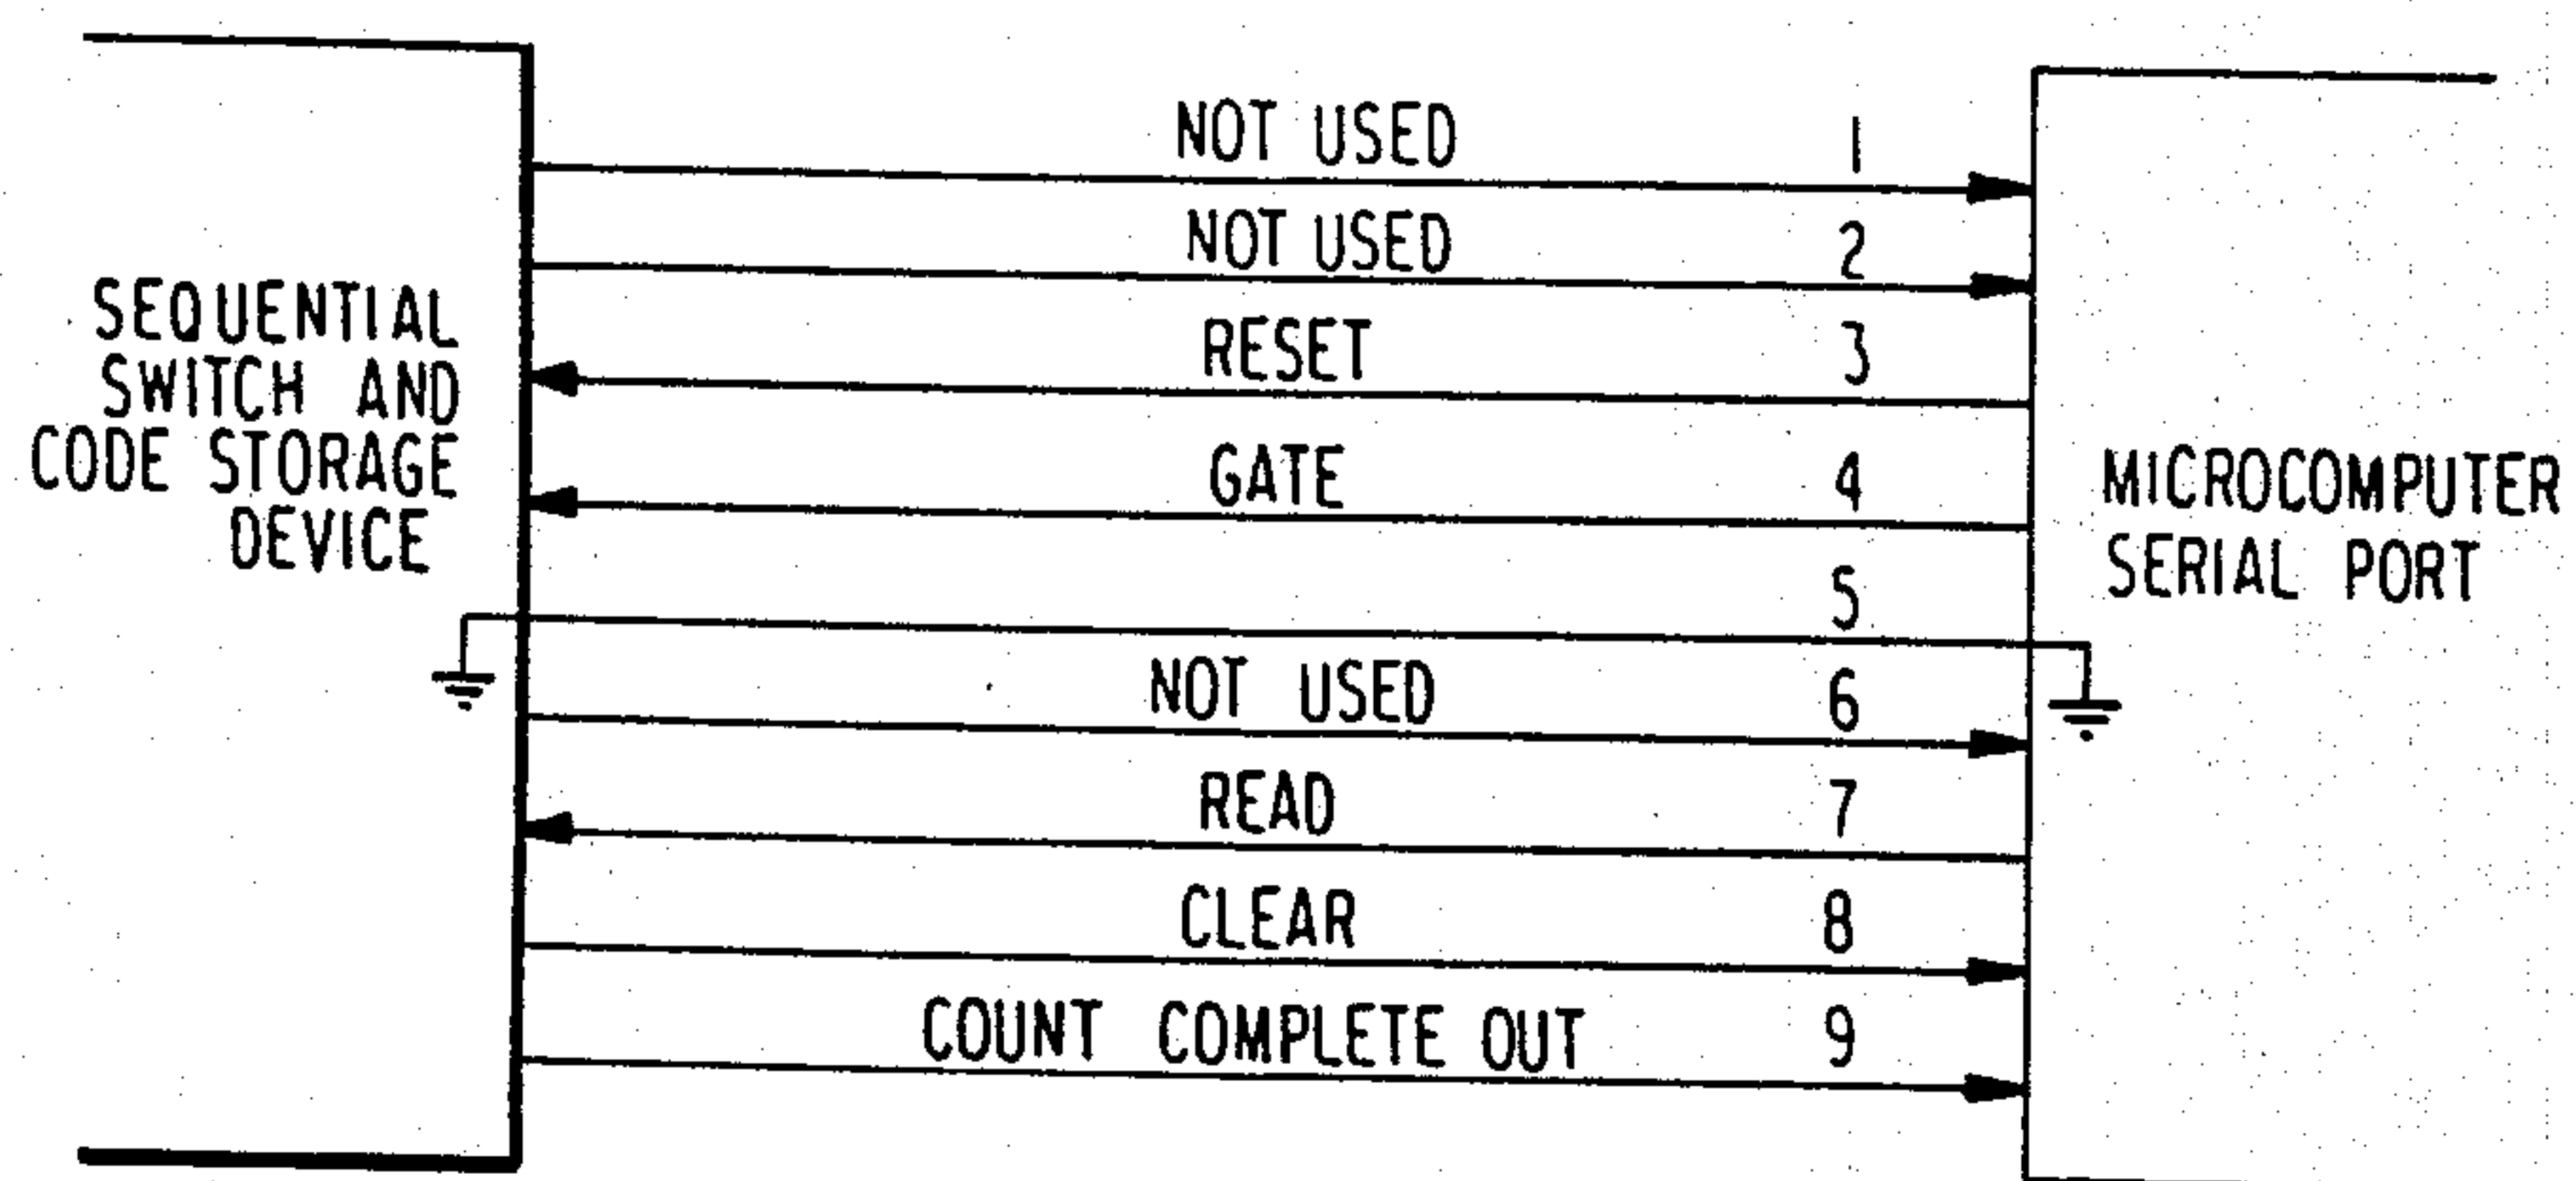 SEQUENTIAL
SWITCH AND
CODE STORAGE
DEVICE
NOT USED 1
NOT USED 2
RESET 3
GATE 4
5
NOT USED 6
READ 7
CLEAR 8
COUNT COMPLETE OUT 9
MICROCOMPUTER
SERIAL PORT